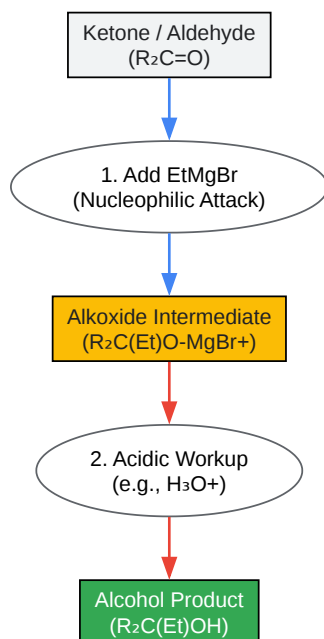 Ketone / Aldehyde
(R₂C=O)
1. Add EtMgBr
(Nucleophilic Attack)
Alkoxide Intermediate
(R₂C(Et)O-MgBr+)
2. Acidic Workup
(e.g., H₃O+)
Alcohol Product
(R₂C(Et)OH)